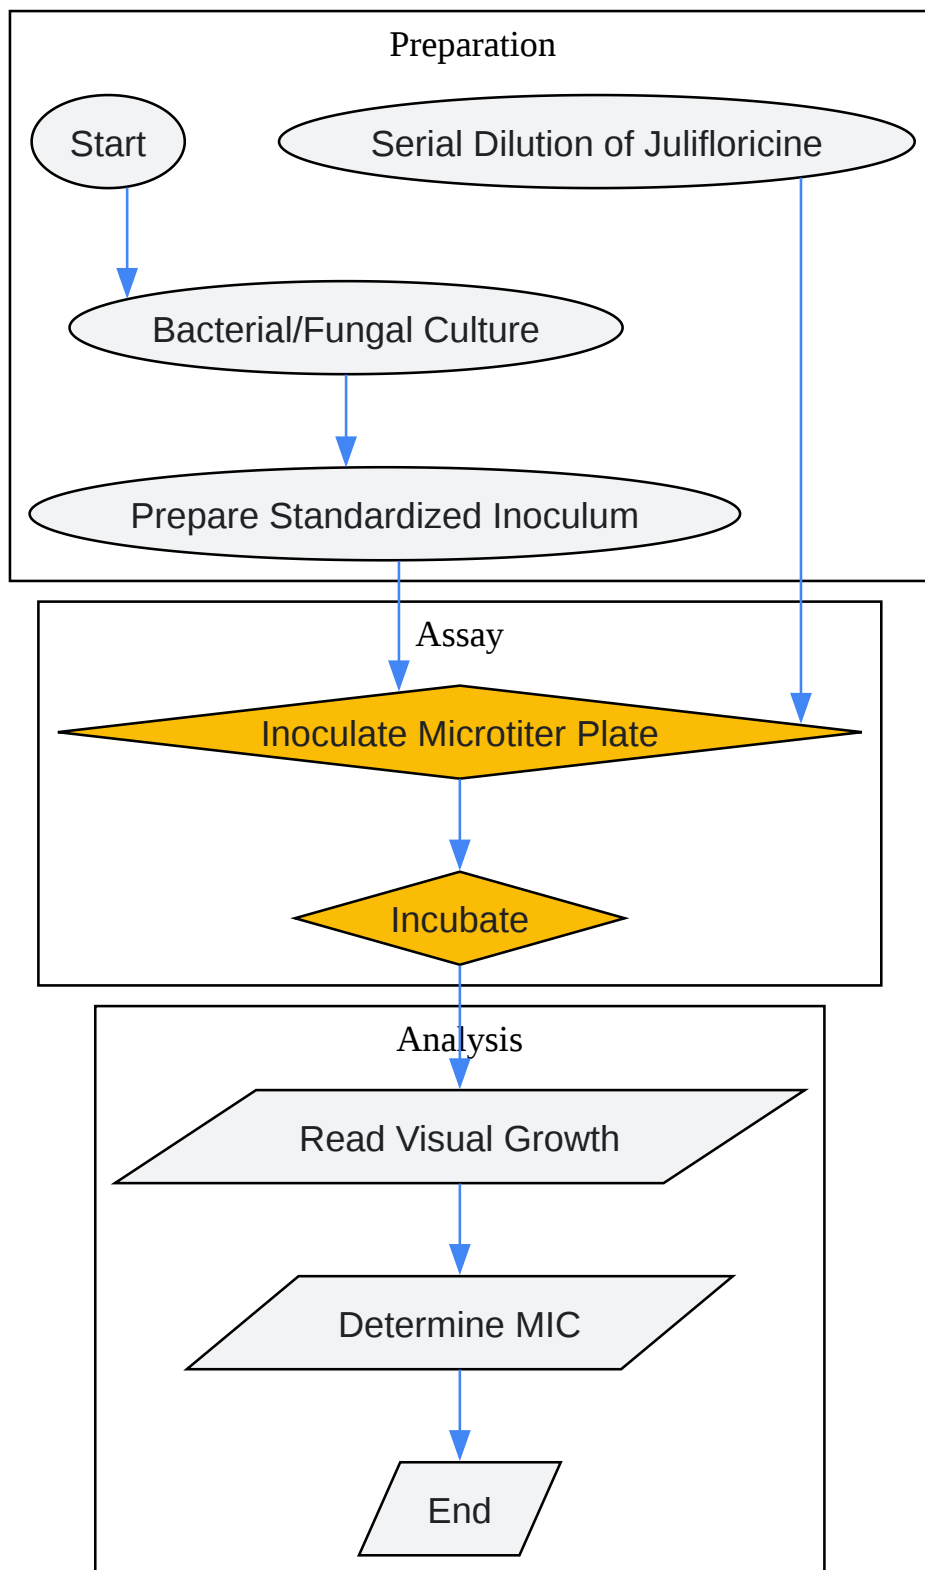 Preparation
Start
Serial Dilution of Julifloricine
Bacterial/Fungal Culture
Prepare Standardized Inoculum
Assay
Inoculate Microtiter Plate
Incubate
Analysis
Read Visual Growth
Determine MIC
End